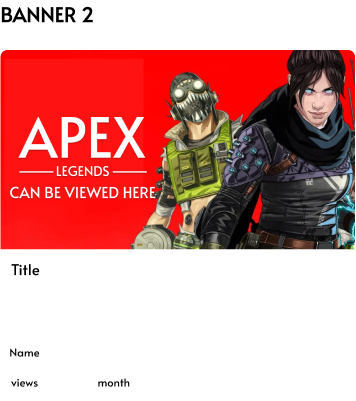 BANNER 2
APEX
LEGENDS
CAN BE VIEWED HERE
Title
Name
views month